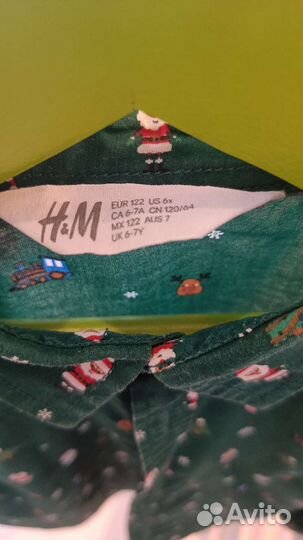 H&M
EUR 122 US 6x
CA 6-7A CN 120/64
MX 122 AUS 7
UK 6-7Y
Avito